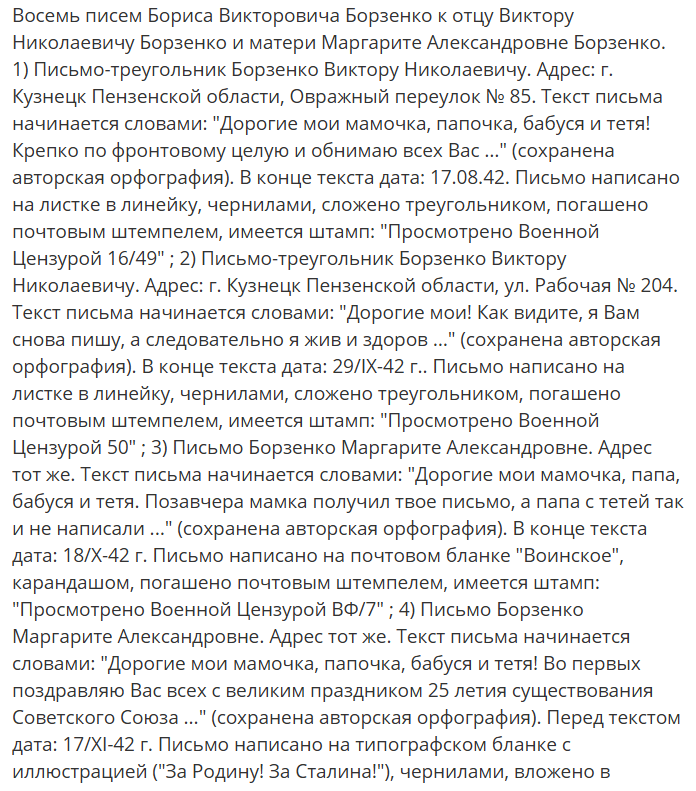 Восемь писем Бориса Викторовича Борзенко к отцу Виктору
Николаевичу Борзенко и матери Маргарите Александровне Борзенко.
1) Письмо-треугольник Борзенко Виктору Николаевичу. Адрес: г.
Кузнецк Пензенской области, Овражный переулок № 85. Текст письма
начинается словами: "Дорогие мои мамочка, папочка, бабуся и тетя!
Крепко по фронтовому целую и обнимаю всех Вас ..." (сохранена
авторская орфография). В конце текста дата: 17.08.42. Письмо написано
на листке в линейку, чернилами, сложено треугольником, погашено
почтовым штемпелем, имеется штамп: "Просмотрено Военной
Цензурой 16/49" ; 2) Письмо-треугольник Борзенко Виктору
Николаевичу. Адрес: г. Кузнецк Пензенской области, ул. Рабочая № 204.
Текст письма начинается словами: "Дорогие мои! Как видите, я Вам
снова пишу, а следовательно я жив и здоров ..." (сохранена авторская
орфография). В конце текста дата: 29/IX-42 г.. Письмо написано на
листке в линейку, чернилами, сложено треугольником, погашено
почтовым штемпелем, имеется штамп: "Просмотрено Военной
Цензурой 50" ; 3) Письмо Борзенко Маргарите Александровне. Адрес
тот же. Текст письма начинается словами: "Дорогие мои мамочка, папа,
бабуся и тетя. Позавчера мамка получил твое письмо, а папа с тетей так
и не написали ..." (сохранена авторская орфография). В конце текста
дата: 18/X-42 г. Письмо написано на почтовом бланке "Воинское",
карандашом, погашено почтовым штемпелем, имеется штамп:
"Просмотрено Военной Цензурой ВФ/7" ; 4) Письмо Борзенко
Маргарите Александровне. Адрес тот же. Текст письма начинается
словами: "Дорогие мои мамочка, папочка, бабуся и тетя! Во первых
поздравляю Вас всех с великим праздником 25 летия существования
Советского Союза ..." (сохранена авторская орфография). Перед текстом
дата: 17/XI-42 г. Письмо написано на типографском бланке с
иллюстрацией ("За Родину! За Сталина!"), чернилами, вложено в